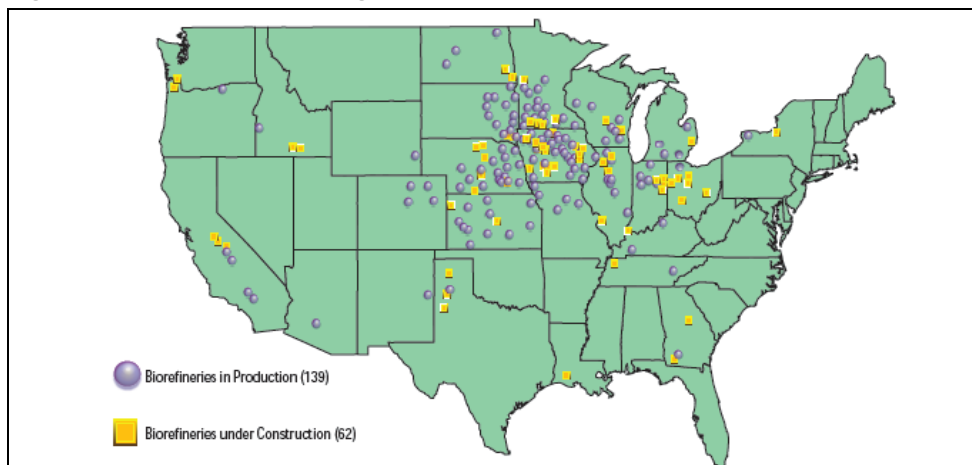 Biorefineries in Production (139)
Biorefineries under Construction (62)